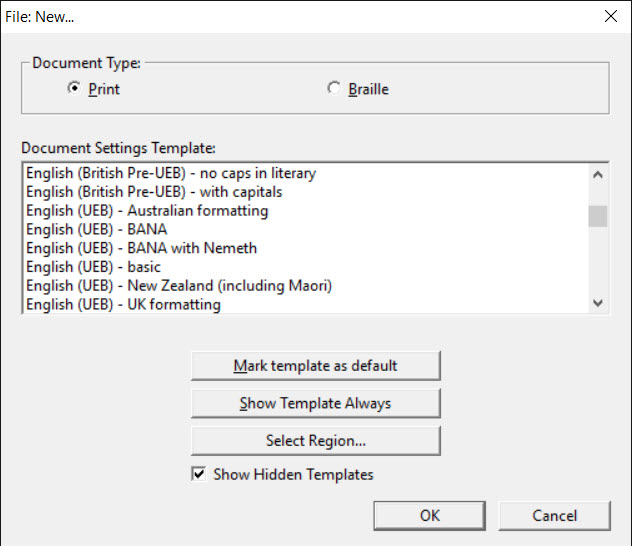 File: New...
Document Type:
Print
Braille
Document Settings Template:
English (British Pre-UEB) - no caps in literary
English (British Pre-UEB) - with capitals
English (UEB) - Australian formatting
English (UEB) - BANA
English (UEB) - BANA with Nemeth
English (UEB) - basic
English (UEB) - New Zealand (including Maori)
English (UEB) - UK formatting
Mark template as default
Show Template Always
Select Region...
Show Hidden Templates
OK
Cancel